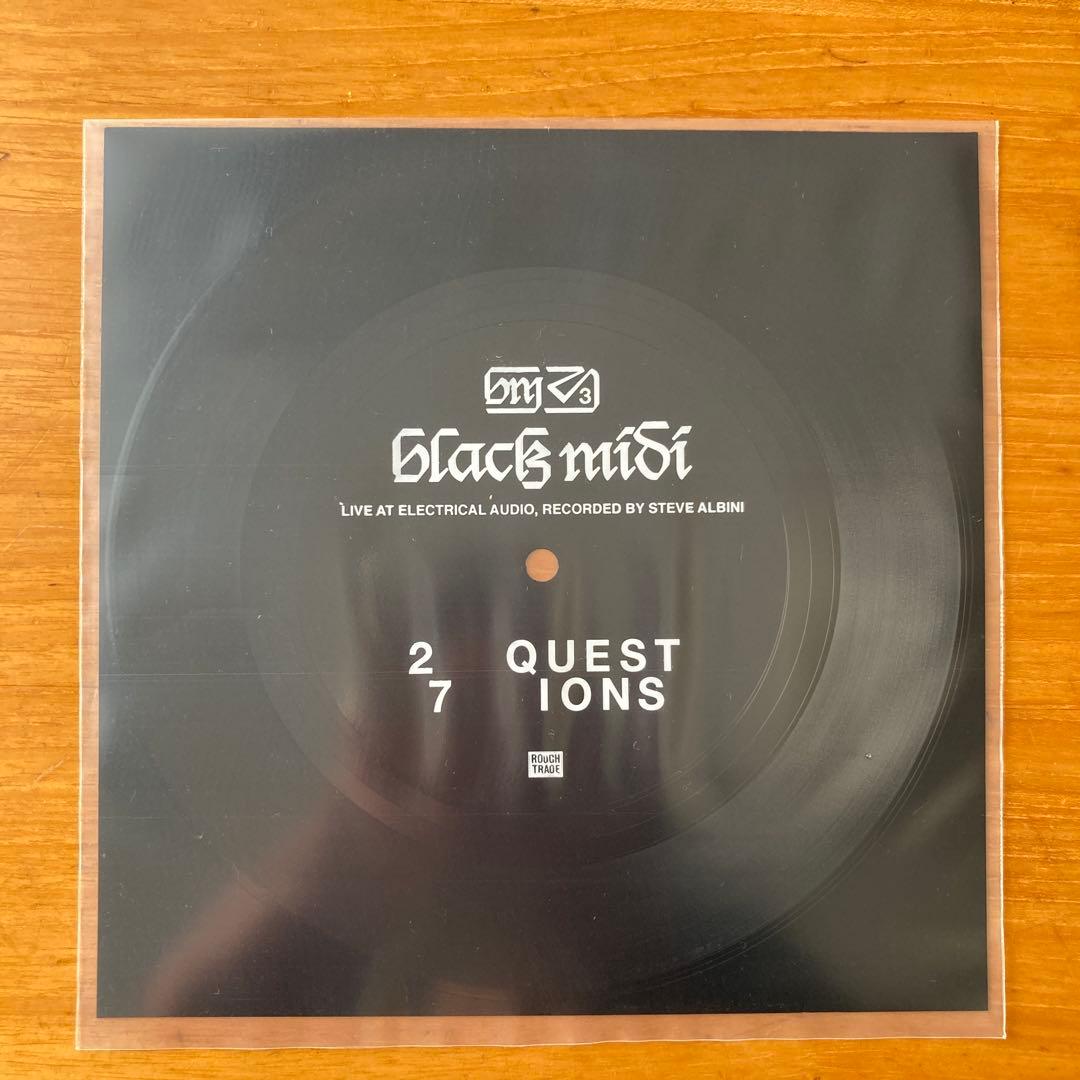 bm 3
black midi
LIVE AT ELECTRICAL AUDIO, RECORDED BY STEVE ALBINI
2 QUEST
7 IONS
ROUGH
TRADE